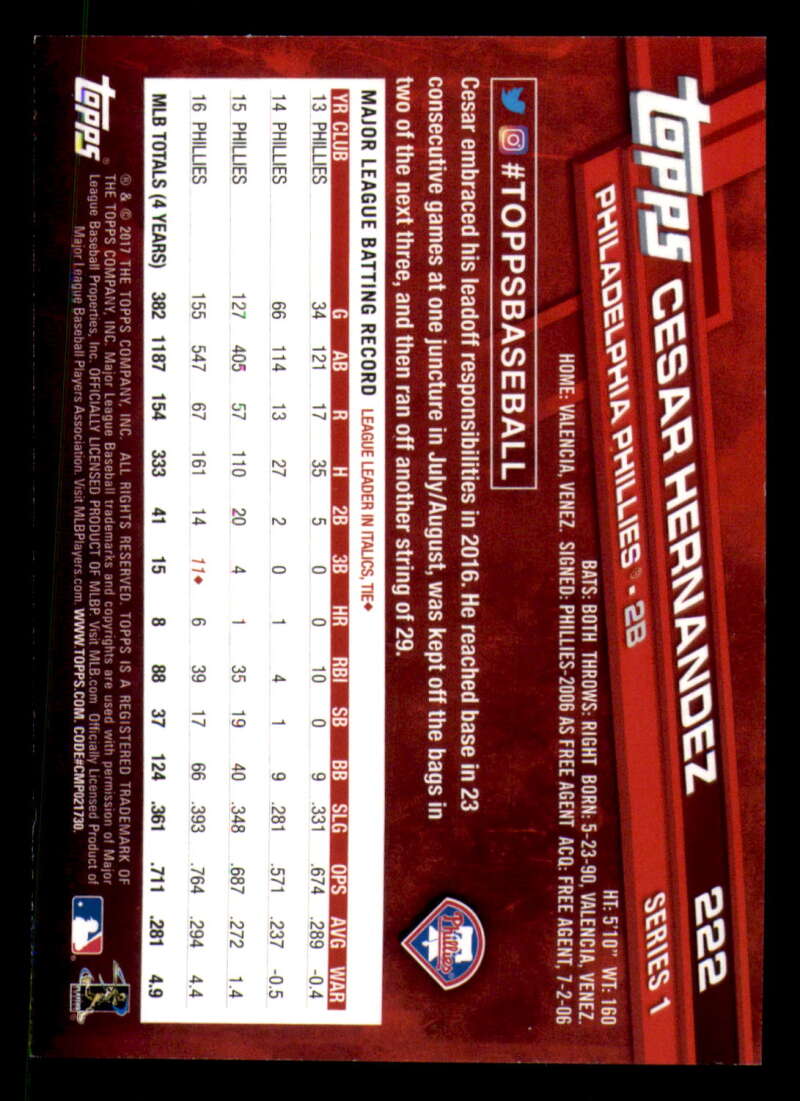 TOPPS CESAR HERNANDEZ 222
PHILADELPHIA PHILLIES® • 2B SERIES 1
HT: 5'10" WT: 160
BATS: BOTH THROWS: RIGHT BORN: 5-23-90, VALENCIA, VENEZ.
HOME: VALENCIA, VENEZ. SIGNED: PHILLIES-2006 AS FREE AGENT ACQ: FREE AGENT, 7-2-06
#TOPPSBASEBALL
Phillies
Cesar embraced his leadoff responsibilities in 2016. He reached base in 23
consecutive games at one juncture in July/August, was kept off the bags in
two of the next three, and then ran off another string of 29.
MAJOR LEAGUE BATTING RECORD LEAGUE LEADER IN ITALICS, TIE♦
YR CLUB G AB R H 2B 3B HR RBI SB BB SLG OPS AVG WAR
13 PHILLIES 34 121 17 35 5 0 0 10 0 9 .331 .674 .289 -0.4
14 PHILLIES 66 114 13 27 2 0 1 4 1 9 .281 .571 .237 -0.5
15 PHILLIES 127 405 57 110 20 4 1 35 19 40 .348 .687 .272 1.4
16 PHILLIES 155 547 67 161 14 11♦ 6 39 17 66 .393 .764 .294 4.4
MLB TOTALS (4 YEARS) 382 1187 154 333 41 15 8 88 37 124 .361 .711 .281 4.9
TOPPS®
® & © 2017 THE TOPPS COMPANY, INC. ALL RIGHTS RESERVED. TOPPS IS A REGISTERED TRADEMARK OF
THE TOPPS COMPANY, INC. Major League Baseball trademarks and copyrights are used with permission of Major
League Baseball Properties, Inc. OFFICIALLY LICENSED PRODUCT OF MLBP. Visit MLB.com Officially Licensed Product of
Major League Baseball Players Association. Visit MLBPlayers.com. WWW.TOPPS.COM. CODE#CMP021730.